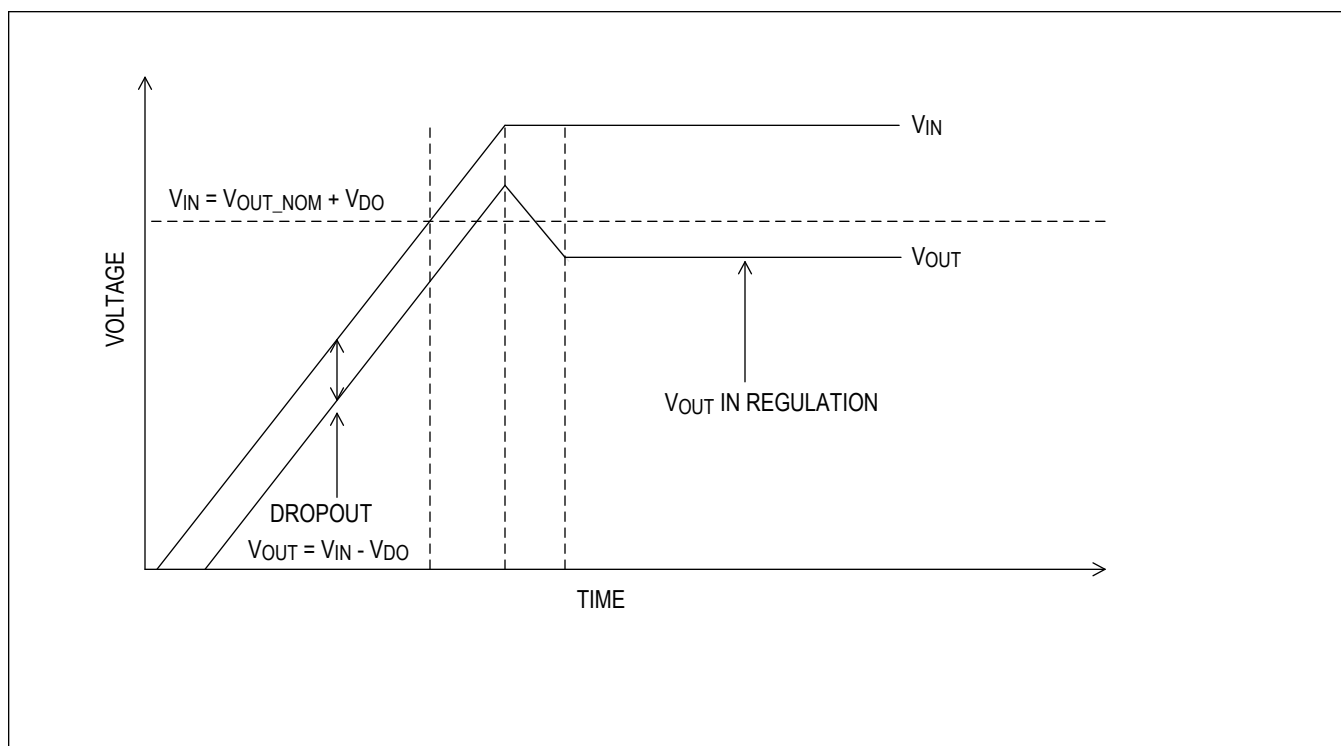 VIN
VIN = VOUT_NOM + VDO
VOUT
VOLTAGE
VOUT IN REGULATION
DROPOUT
VOUT = VIN - VDO
TIME